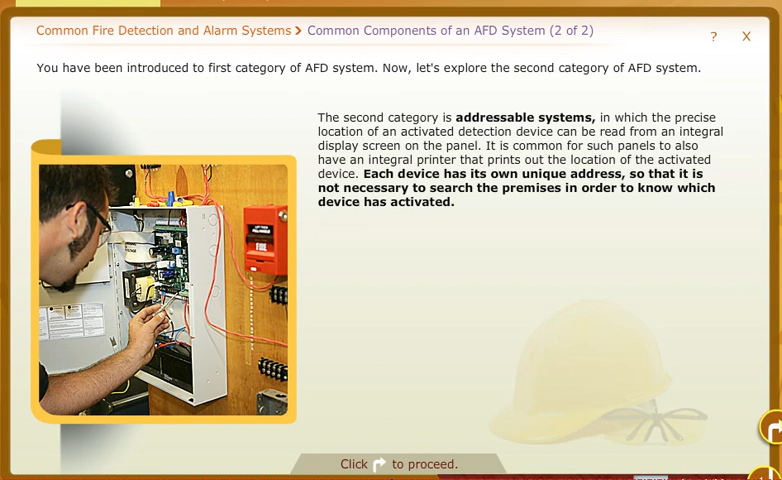 Common Fire Detection and Alarm Systems > Common Components of an AFD System (2 of 2)
? X
You have been introduced to first category of AFD system. Now, let's explore the second category of AFD system.
The second category is addressable systems, in which the precise
location of an activated detection device can be read from an integral
display screen on the panel. It is common for such panels to also
have an integral printer that prints out the location of the activated
device. Each device has its own unique address, so that it is
not necessary to search the premises in order to know which
device has activated.
FIRE
Click to proceed.